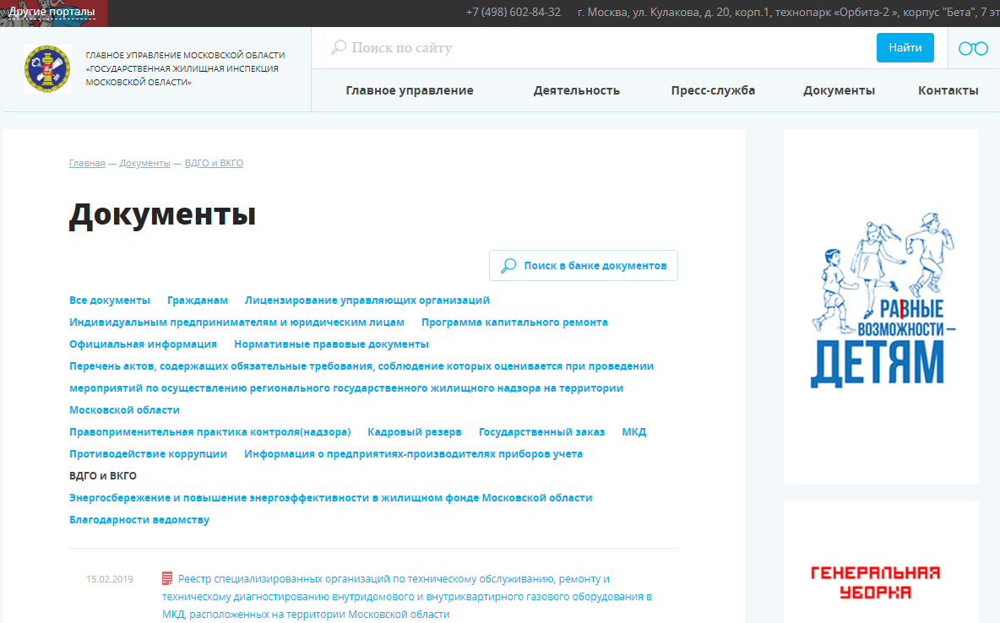 Другие порталы
+7 (498) 602-84-32 г. Москва, ул. Кулакова, д. 20, корп.1, технопарк «Орбита-2 », корпус "Бета", 7 эт
ГЛАВНОЕ УПРАВЛЕНИЕ МОСКОВСКОЙ ОБЛАСТИ
«ГОСУДАРСТВЕННАЯ ЖИЛИЩНАЯ ИНСПЕКЦИЯ
МОСКОВСКОЙ ОБЛАСТИ»
Поиск по сайту
Найти
Главное управление Деятельность Пресс-служба Документы Контакты
Главная — Документы — ВДГО и ВКГО
Документы
Поиск в банке документов
Все документы Гражданам Лицензирование управляющих организаций
Индивидуальным предпринимателям и юридическим лицам Программа капитального ремонта
Официальная информация Нормативные правовые документы
Перечень актов, содержащих обязательные требования, соблюдение которых оценивается при проведении
мероприятий по осуществлению регионального государственного жилищного надзора на территории
Московской области
Правоприменительная практика контроля(надзора) Кадровый резерв Государственный заказ МКД
Противодействие коррупции Информация о предприятиях-производителях приборов учета
ВДГО и ВКГО
Энергосбережение и повышение энергоэффективности в жилищном фонде Московской области
Благодарности ведомству
15.02.2019 Реестр специализированных организаций по техническому обслуживанию, ремонту и
техническому диагностированию внутридомового и внутриквартирного газового оборудования в
МКД, расположенных на территории Московской области
РАВНЫЕ
ВОЗМОЖНОСТИ –
ДЕТЯМ
ГЕНЕРАЛЬНАЯ
УБОРКА